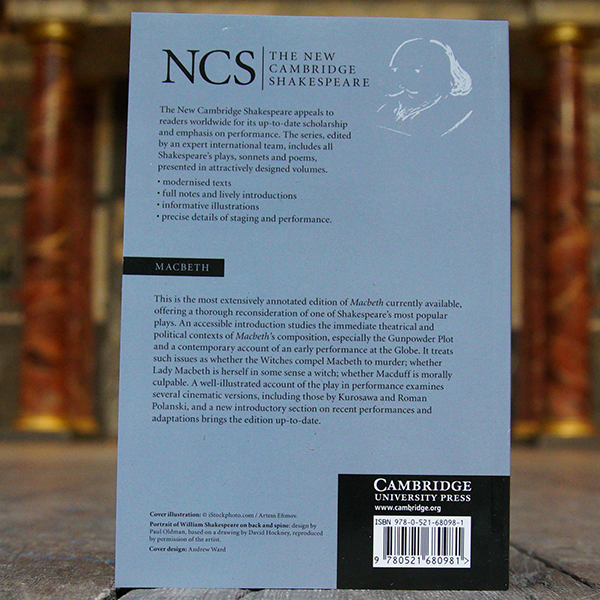 NCS THE NEW
CAMBRIDGE
SHAKESPEARE
The New Cambridge Shakespeare appeals to
readers worldwide for its up-to-date scholarship
and emphasis on performance. The series, edited
by an expert international team, includes all
Shakespeare's plays, sonnets and poems,
presented in attractively designed volumes.
• modernised texts
• full notes and lively introductions
• informative illustrations
• precise details of staging and performance.
MACBETH
This is the most extensively annotated edition of Macbeth currently available,
offering a thorough reconsideration of one of Shakespeare's most popular
plays. An accessible introduction studies the immediate theatrical and
political contexts of Macbeth's composition, especially the Gunpowder Plot
and a contemporary account of an early performance at the Globe. It treats
such issues as whether the Witches compel Macbeth to murder; whether
Lady Macbeth is herself in some sense a witch; whether Macduff is morally
culpable. A well-illustrated account of the play in performance examines
several cinematic versions, including those by Kurosawa and Roman
Polanski, and a new introductory section on recent performances and
adaptations brings the edition up-to-date.
Cover illustration: © iStockphoto.com / Artem Efimov.
Portrait of William Shakespeare on back and spine: design by
Paul Oldman, based on a drawing by David Hockney, reproduced
by permission of the artist.
Cover design: Andrew Ward
CAMBRIDGE
UNIVERSITY PRESS
www.cambridge.org
ISBN 978-0-521-68098-1
9 780521 680981 >